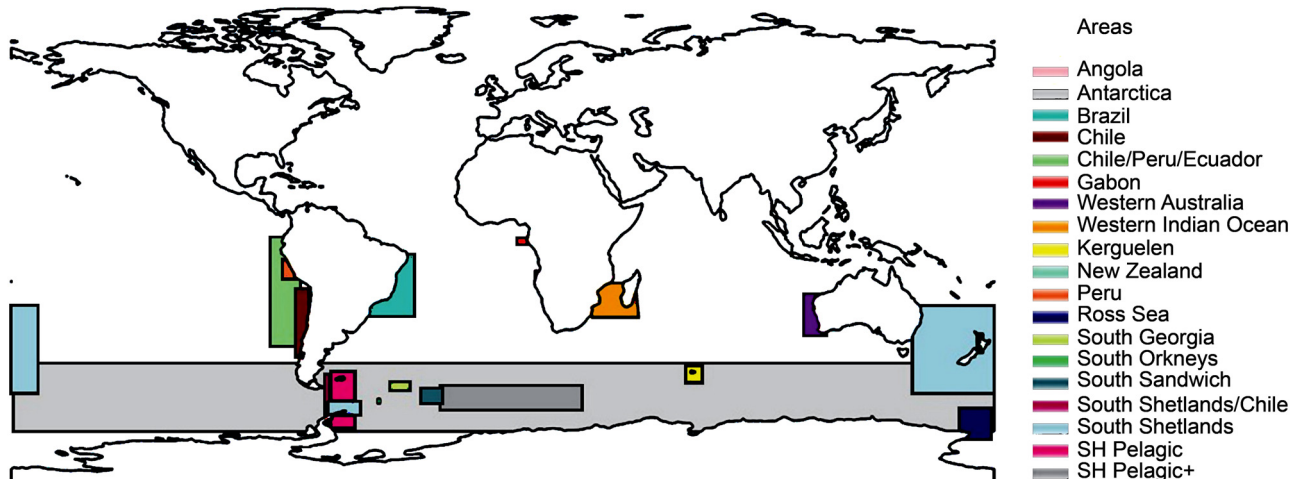 Areas
Angola
Antarctica
Brazil
Chile
Chile/Peru/Ecuador
Gabon
Western Australia
Western Indian Ocean
Kerguelen
New Zealand
Peru
Ross Sea
South Georgia
South Orkneys
South Sandwich
South Shetlands/Chile
South Shetlands
SH Pelagic
SH Pelagic+